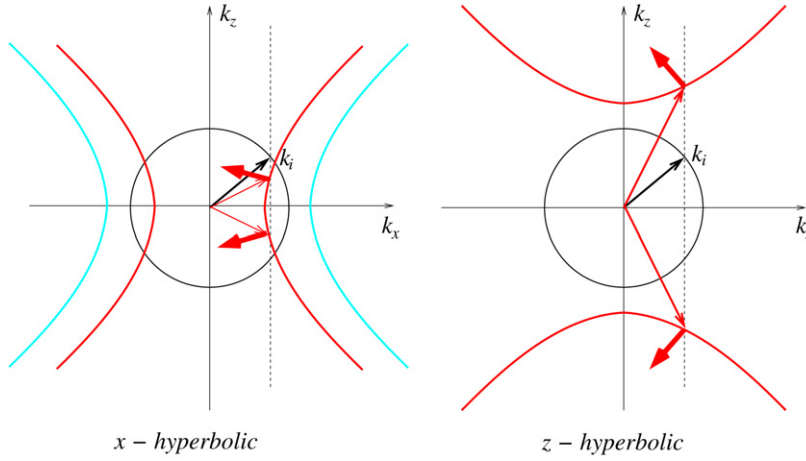 k_z
k_i
k_x
x – hyperbolic
k_z
k_i
k
z – hyperbolic